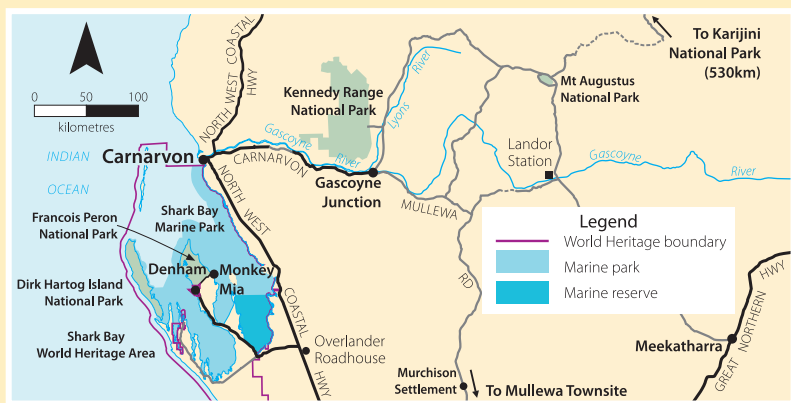 To Karijini
National Park
(530km)
NORTH WEST COASTAL
HWY
Kennedy Range
National Park
Lyons
River
Mt Augustus
National Park
0 50 100
kilometres
INDIAN
OCEAN
Carnarvon
CARNARVON
Gascoyne
River
Gascoyne
Junction
MULLEWA
RD
Landor
Station
Gascoyne
River
NORTH WEST
COASTAL
HWY
Francois Peron
National Park
Shark Bay
Marine Park
Denham
Monkey
Mia
Dirk Hartog Island
National Park
Shark Bay
World Heritage Area
Overlander
Roadhouse
Legend
World Heritage boundary
Marine park
Marine reserve
Murchison
Settlement
To Mullewa Townsite
Meekatharra
GREAT NORTHERN
HWY